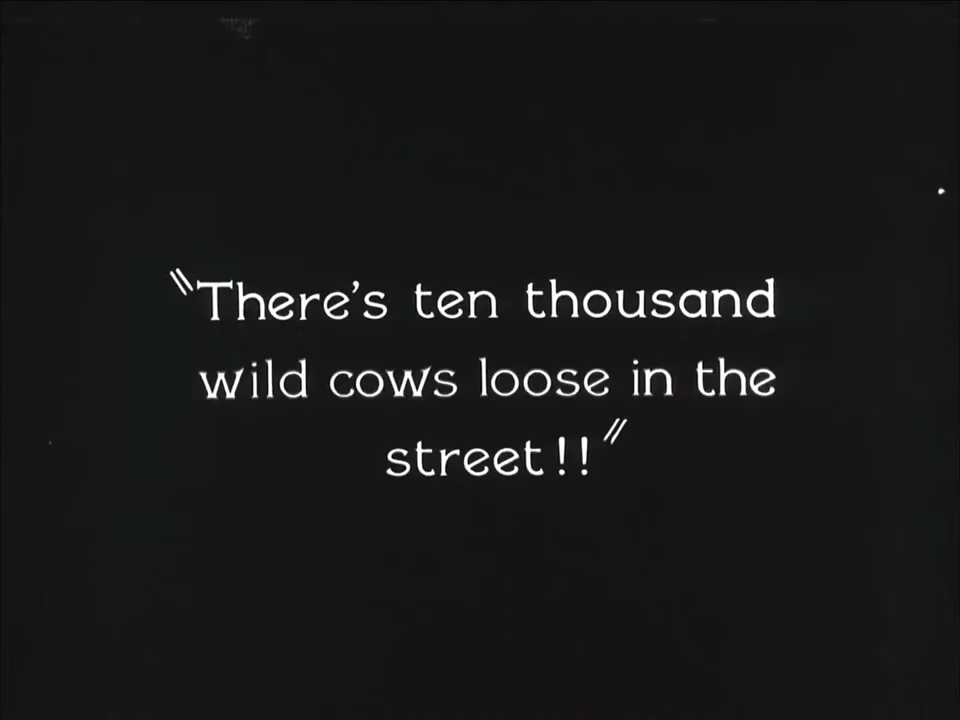 "There's ten thousand
wild cows loose in the
street!!"